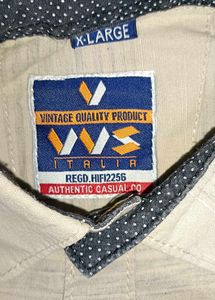 X-LARGE
V
VINTAGE QUALITY PRODUCT
VVS
ITALIA
REGD.HIFI2256
AUTHENTIC CASUAL CO